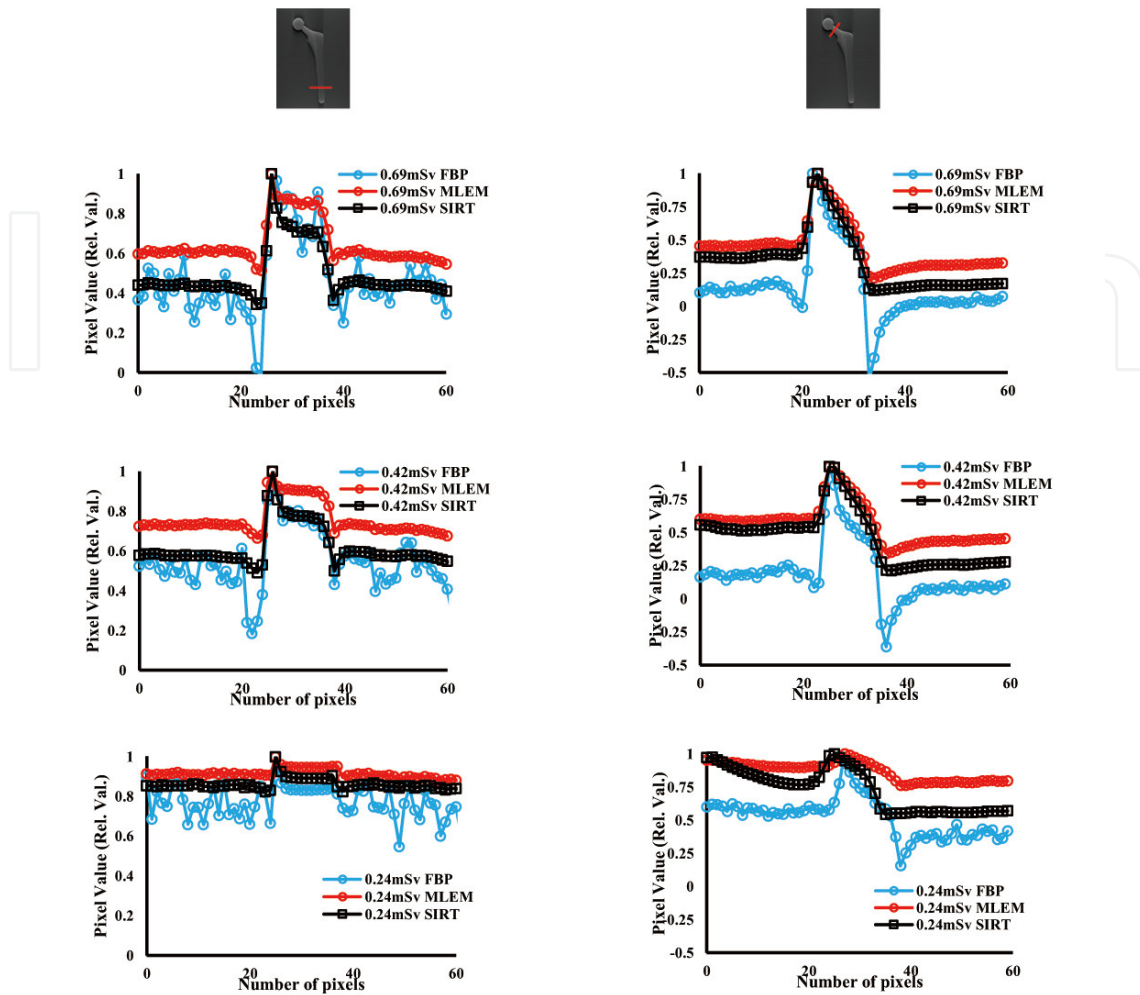 1
0.8
0.6
0.4
0.2
0
0
20
40
60
Pixel Value (Rel. Val.)
Number of pixels
0.69mSv FBP
0.69mSv MLEM
0.69mSv SIRT
1
0.75
0.5
0.25
0
0.25
-0.5
0
20
40
60
Pixel Value (Rel. Val.)
Number of pixels
0.69mSv FBP
0.69mSv MLEM
0.69mSv SIRT
1
0.8
0.6
0.4
0.2
0
0
20
40
60
Pixel Value (Rel. Val.)
Number of pixels
0.42mSv FBP
0.42mSv MLEM
0.42mSv SIRT
1
0.75
0.5
0.25
0
0.25
-0.5
0
20
40
60
Pixel Value (Rel. Val.)
Number of pixels
0.42mSv FBP
0.42mSv MLEM
0.42mSv SIRT
1
0.8
0.6
0.4
0.2
0
0
20
40
60
Pixel Value (Rel. Val.)
Number of pixels
0.24mSv FBP
0.24mSv MLEM
0.24mSv SIRT
1
0.75
0.5
0.25
0
0.25
-0.5
0
20
40
60
Pixel Value (Rel. Val.)
Number of pixels
0.24mSv FBP
0.24mSv MLEM
0.24mSv SIRT